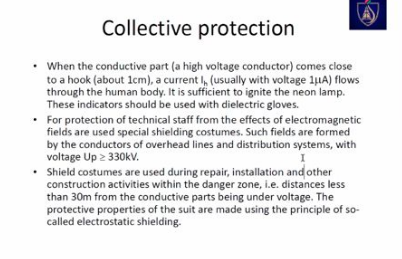 Collective protection
• When the conductive part (a high voltage conductor) comes close
to a hook (about 1cm), a current Ih (usually with voltage 1μA) flows
through the human body. It is sufficient to ignite the neon lamp.
These indicators should be used with dielectric gloves.
• For protection of technical staff from the effects of electromagnetic
fields are used special shielding costumes. Such fields are formed
by the conductors of overhead lines and distribution systems, with
voltage Up ≥ 330kV.
• Shield costumes are used during repair, installation and other
construction activities within the danger zone, i.e. distances less
than 30m from the conductive parts being under voltage. The
protective properties of the suit are made using the principle of so-
called electrostatic shielding.